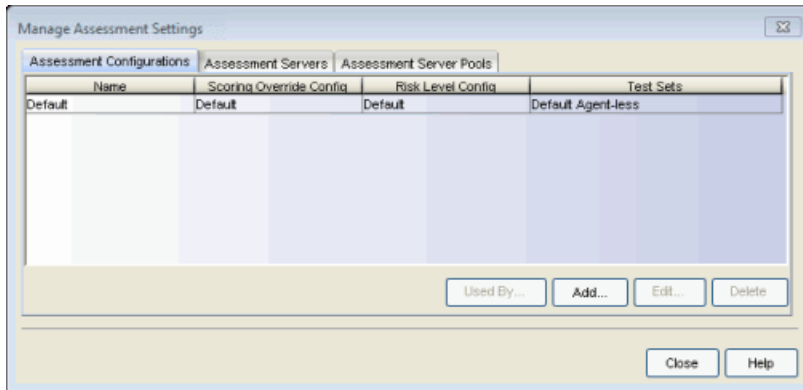 Manage Assessment Settings
Assessment Configurations Assessment Servers Assessment Server Pools
Name Scoring Override Config Risk Level Config Test Sets
Default Default Default Default Agent-less
Used By... Add... Edit... Delete
Close Help